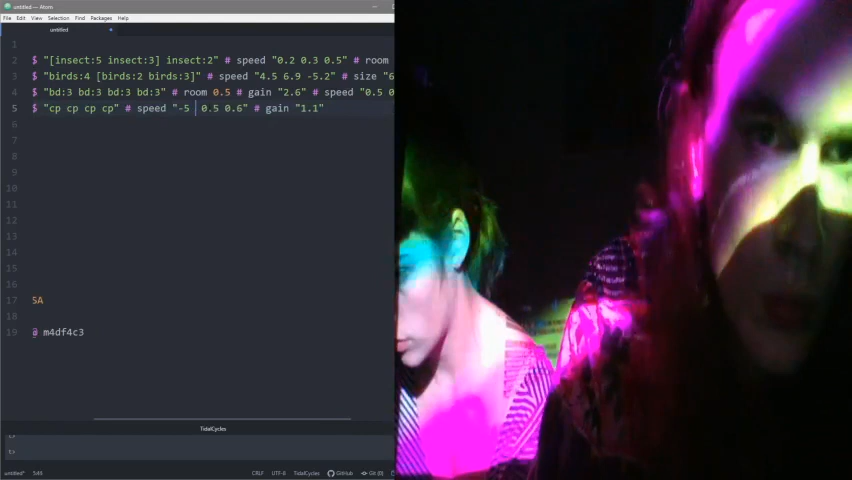 untitled — Atom
File Edit View Selection Find Packages Help
untitled
1
2 $ "[insect:5 insect:3] insect:2" # speed "0.2 0.3 0.5" # room
3 $ "birds:4 [birds:2 birds:3]" # speed "4.5 6.9 -5.2" # size "6
4 $ "bd:3 bd:3 bd:3 bd:3" # room 0.5 # gain "2.6" # speed "0.5 0
5 $ "cp cp cp cp" # speed "-5 0.5 0.6" # gain "1.1"
6
7
8
9
10
11
12
13
14
15
16
17 SA
18
19 @ m4df4c3
TidalCycles
t>
t>
untitled* 5:49 CRLF UTF-8 TidalCycles GitHub Git (0)